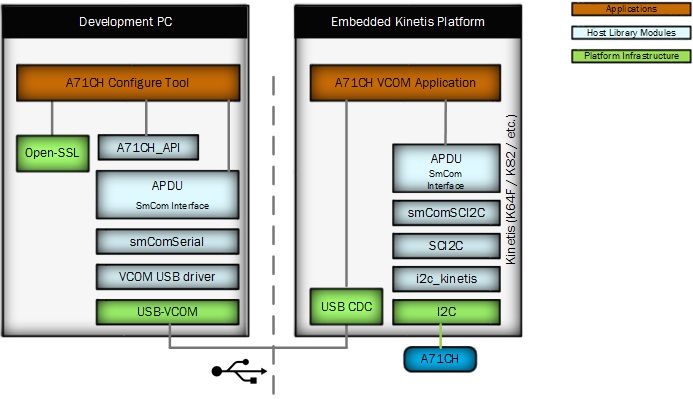 Development PC
A71CH Configure Tool
Open-SSL
A71CH_API
APDU
SmCom Interface
smComSerial
VCOM USB driver
USB-VCOM
Embedded Kinetis Platform
A71CH VCOM Application
APDU
SmCom
Interface
smComSCI2C
SCI2C
i2c_kinetis
USB CDC
I2C
A71CH
Kinetis (K64F / K82 / etc.)
Applications
Host Library Modules
Platform Infrastructure